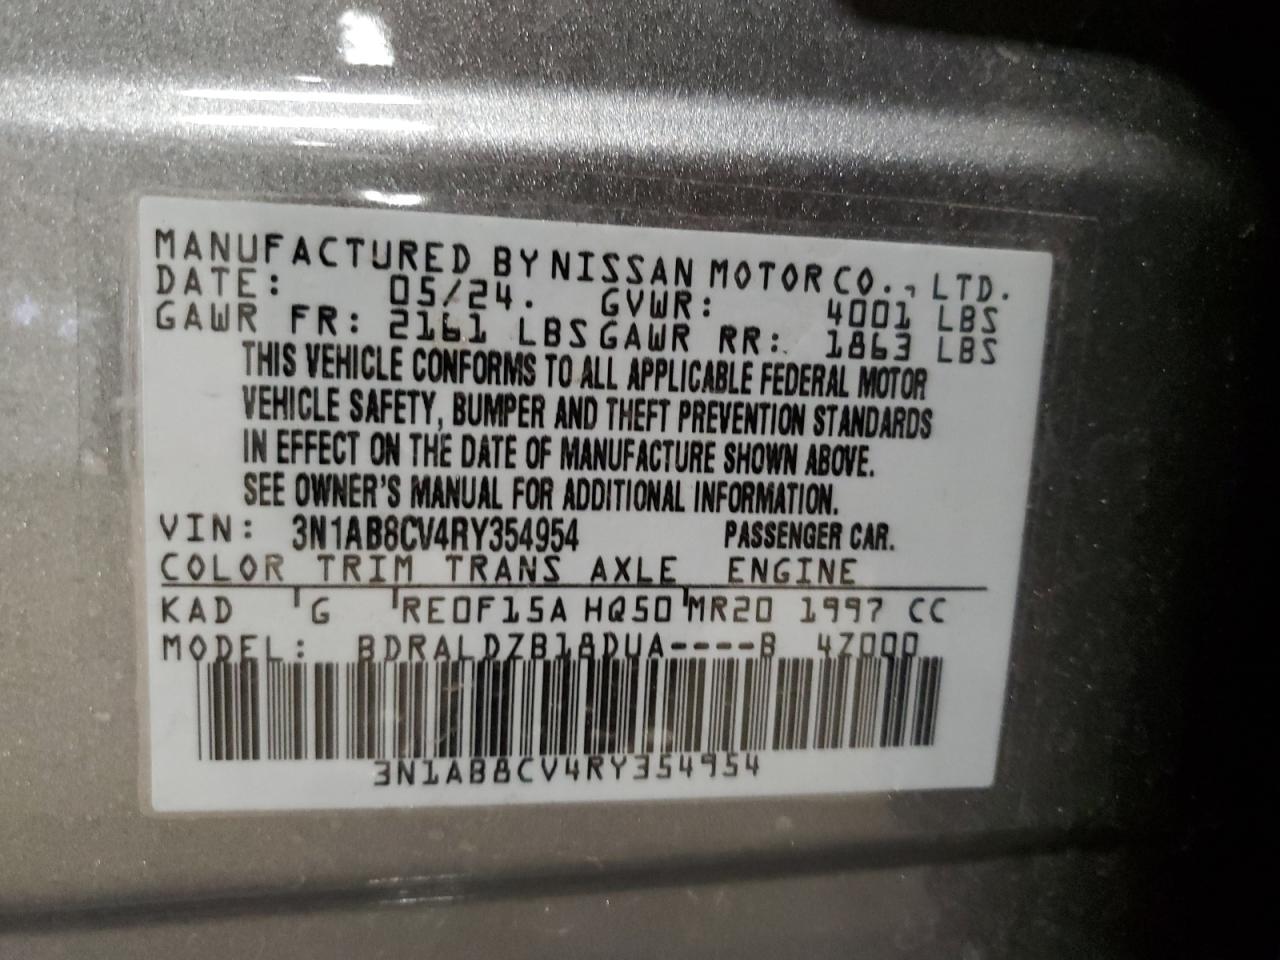 MANUFACTURED BY NISSAN MOTOR CO., LTD.
DATE: 05/24. GVWR: 4001 LBS
GAWR FR: 2161 LBS GAWR RR: 1863 LBS
THIS VEHICLE CONFORMS TO ALL APPLICABLE FEDERAL MOTOR
VEHICLE SAFETY, BUMPER AND THEFT PREVENTION STANDARDS
IN EFFECT ON THE DATE OF MANUFACTURE SHOWN ABOVE.
SEE OWNER'S MANUAL FOR ADDITIONAL INFORMATION.
VIN: 3N1AB8CV4RY354954 PASSENGER CAR.
COLOR TRIM TRANS AXLE ENGINE
KAD G RE0F15A HQ50 MR20 1997 CC
MODEL: BDRALDZB18DUA----B 4Z000
3N1AB8CV4RY354954